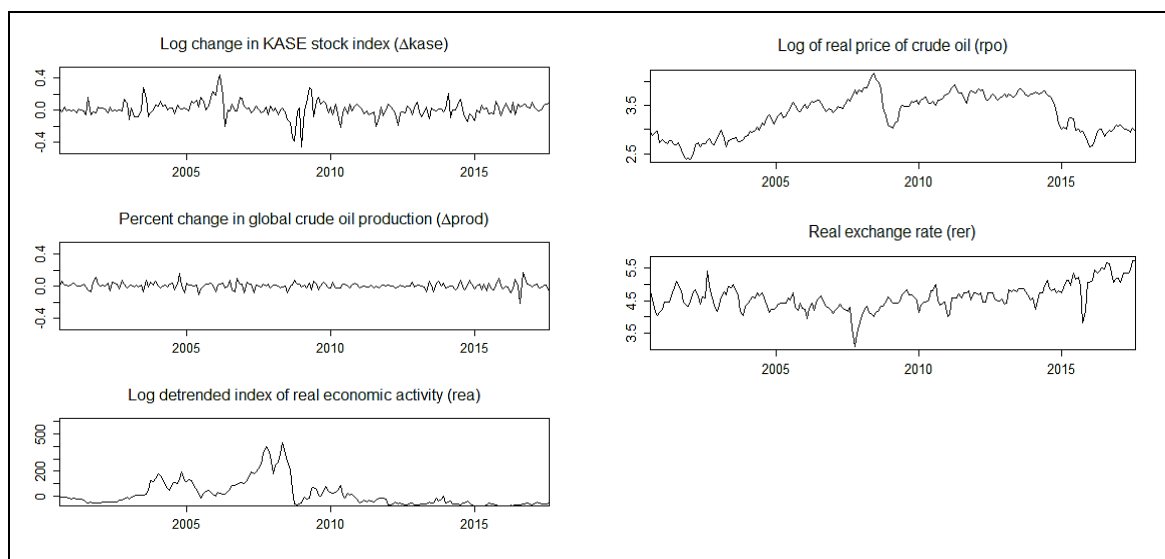 Log change in KASE stock index (Δkase)
0.4
0.0
-0.4
2005 2010 2015
Percent change in global crude oil production (Δprod)
0.4
0.0
-0.4
2005 2010 2015
Log detrended index of real economic activity (rea)
500
200
0
2005 2010 2015
Log of real price of crude oil (rpo)
3.5
2.5
2005 2010 2015
Real exchange rate (rer)
5.5
4.5
3.5
2005 2010 2015